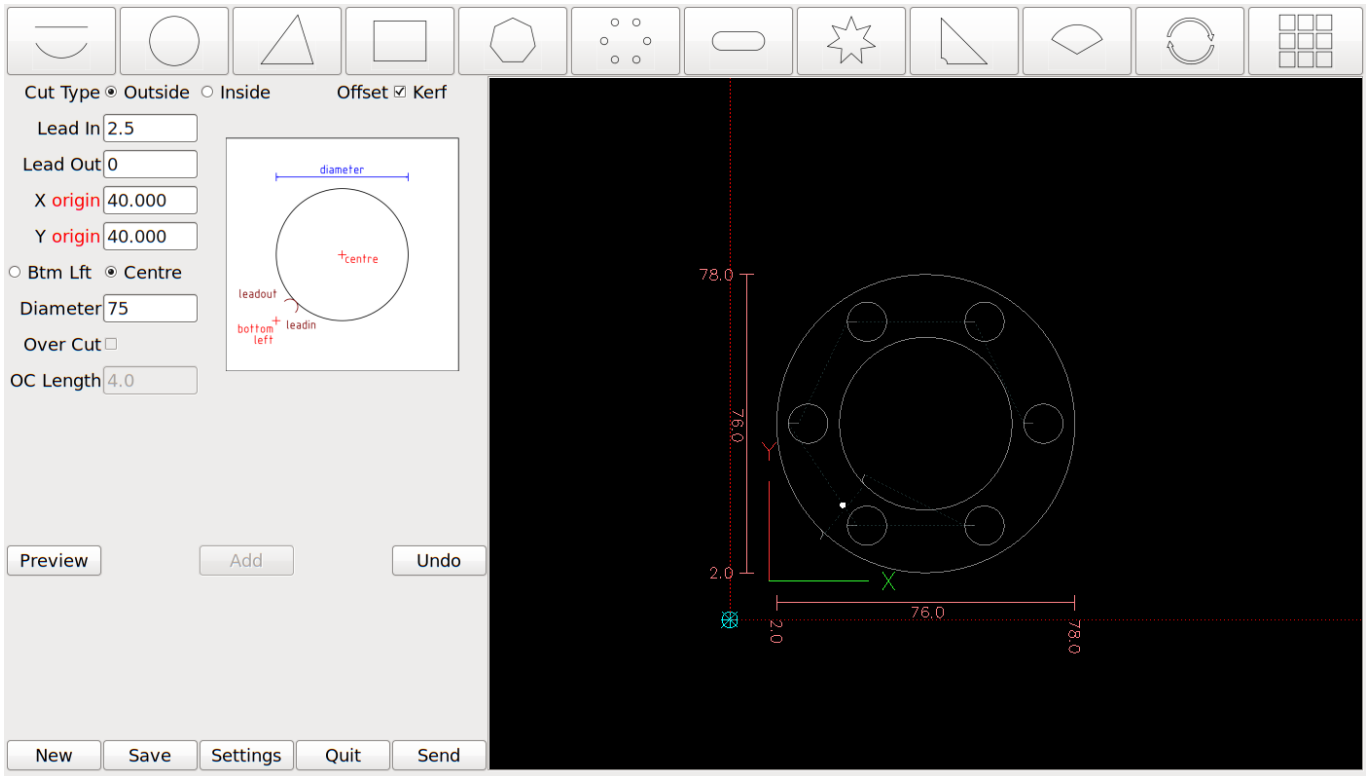 Cut Type Outside Inside Offset Kerf
Lead In 2.5
Lead Out 0
X origin 40.000
Y origin 40.000
Btm Lft Centre
Diameter 75
Over Cut
OC Length 4.0
diameter
centre
leadout
leadin
bottom
left
Preview Add Undo
New Save Settings Quit Send
78.0
76.0
Y
2.0
X
76.0
2.0
78.0